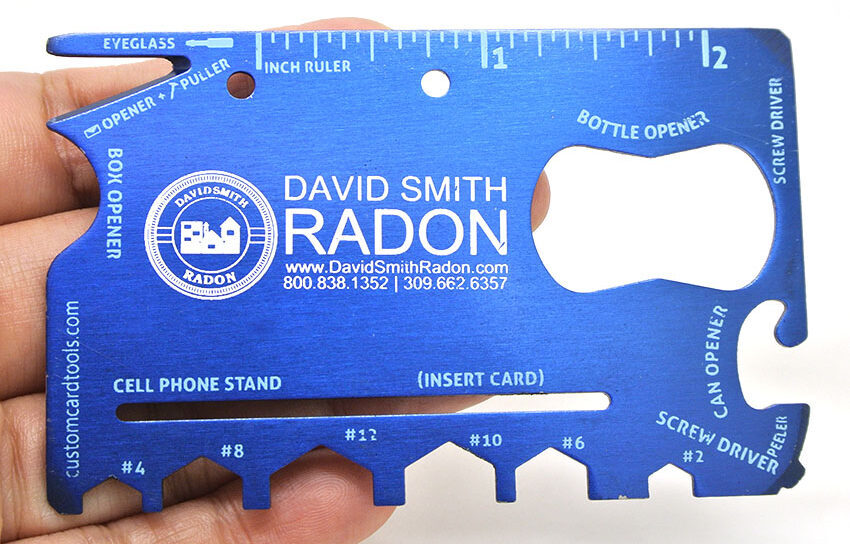 EYEGLASS
INCH RULER
1
2
OPENER + PULLER
BOX OPENER
BOTTLE OPENER
SCREW DRIVER
DAVID SMITH
RADON
DAVID SMITH
RADON
www.DavidSmithRadon.com
800.838.1352 | 309.662.6357
customcardtools.com
CELL PHONE STAND
(INSERT CARD)
CAN OPENER
SCREW DRIVER
PEELER
#4
#8
#12
#10
#6
#2